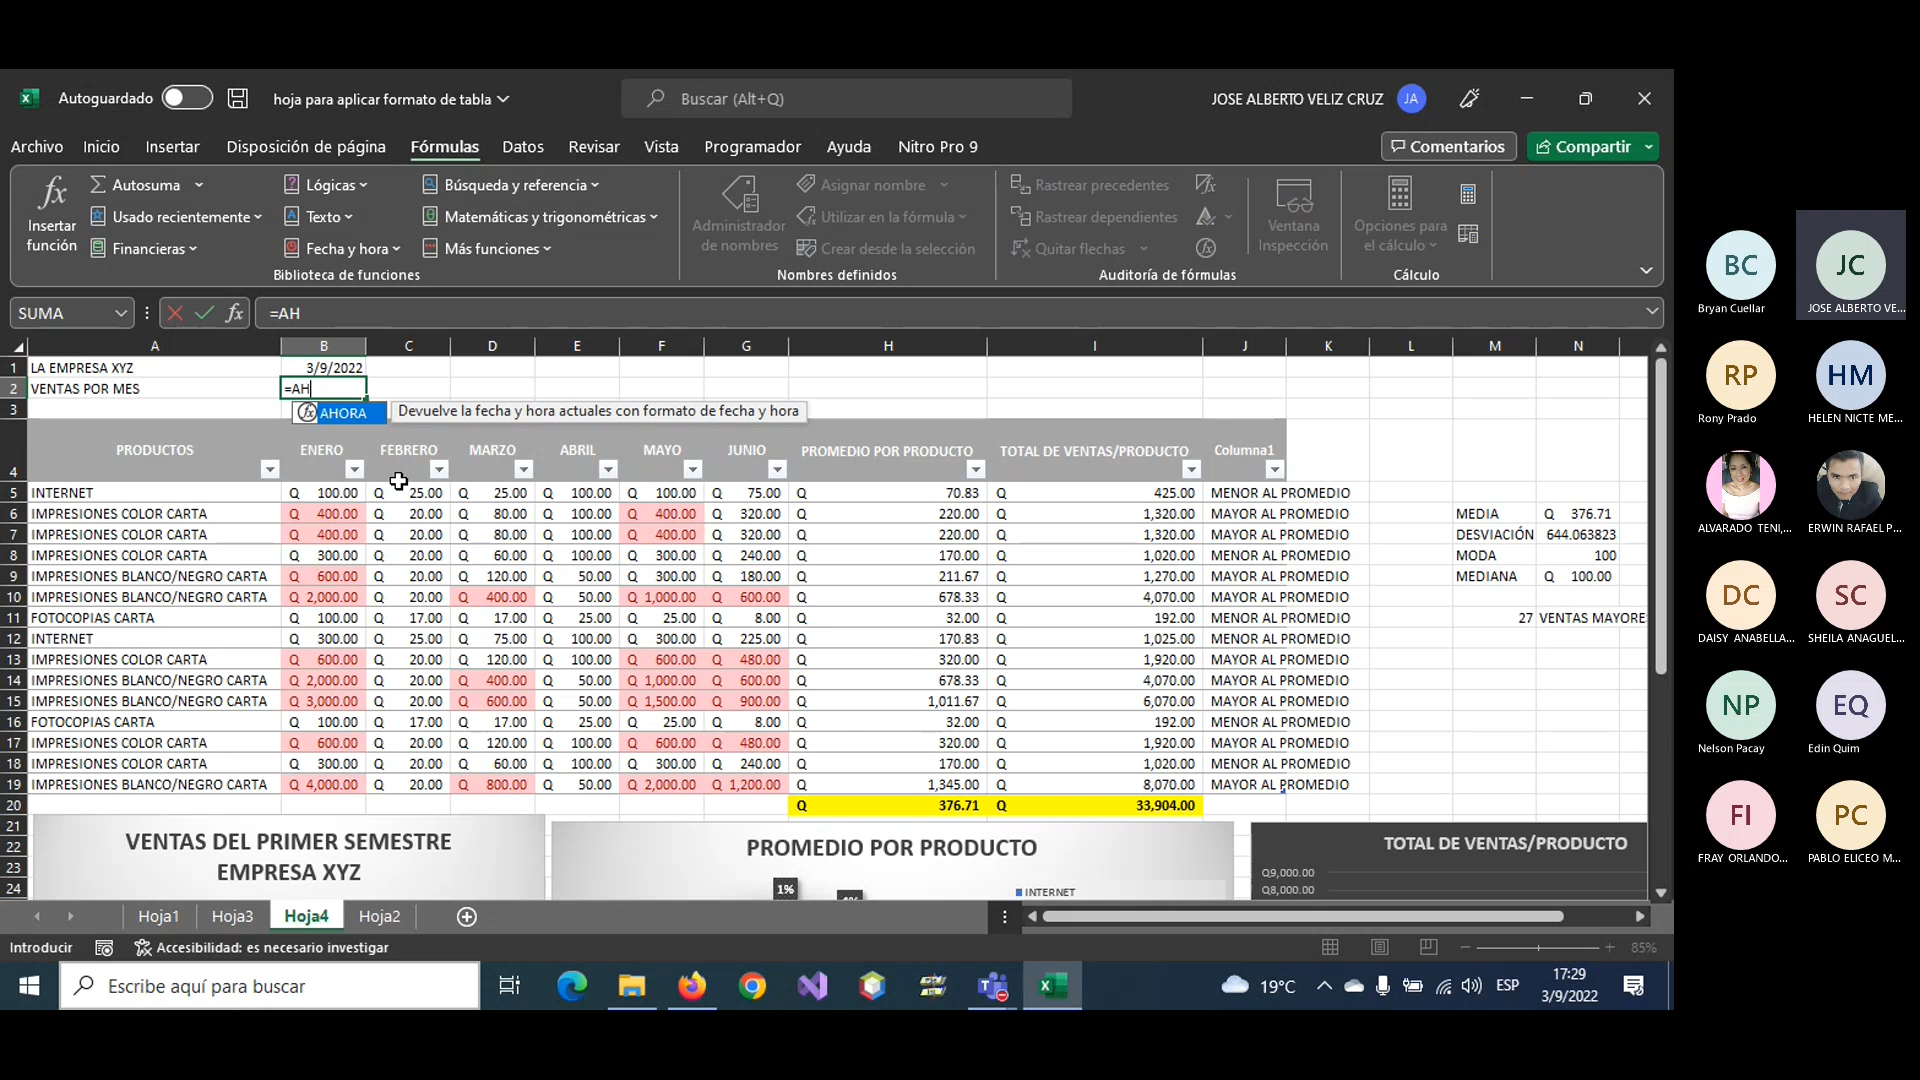 Autoguardado
hoja para aplicar formato de tabla
Buscar (Alt+Q)
JOSE ALBERTO VELIZ CRUZ JA
Archivo Inicio Insertar Disposición de página Fórmulas Datos Revisar Vista Programador Ayuda Nitro Pro 9 Comentarios Compartir
fx Insertar función
Autosuma
Usado recientemente
Financieras
Lógicas
Texto
Fecha y hora
Búsqueda y referencia
Matemáticas y trigonométricas
Más funciones
Biblioteca de funciones
Administrador de nombres
Asignar nombre
Utilizar en la fórmula
Crear desde la selección
Nombres definidos
Rastrear precedentes
Rastrear dependientes
Quitar flechas
Auditoría de fórmulas
Ventana Inspección
Opciones para el cálculo
Cálculo
SUMA fx =AH
A B C D E F G H I J K L M N
1 LA EMPRESA XYZ 3/9/2022
2 VENTAS POR MES =AH
3 fx AHORA Devuelve la fecha y hora actuales con formato de fecha y hora
4 PRODUCTOS ENERO FEBRERO MARZO ABRIL MAYO JUNIO PROMEDIO POR PRODUCTO TOTAL DE VENTAS/PRODUCTO Columna1
5 INTERNET Q 100.00 Q 25.00 Q 25.00 Q 100.00 Q 100.00 Q 75.00 Q 70.83 Q 425.00 MENOR AL PROMEDIO
6 IMPRESIONES COLOR CARTA Q 400.00 Q 20.00 Q 80.00 Q 100.00 Q 400.00 Q 320.00 Q 220.00 Q 1,320.00 MAYOR AL PROMEDIO MEDIA Q 376.71
7 IMPRESIONES COLOR CARTA Q 400.00 Q 20.00 Q 80.00 Q 100.00 Q 400.00 Q 320.00 Q 220.00 Q 1,320.00 MAYOR AL PROMEDIO DESVIACIÓN 644.063823
8 IMPRESIONES COLOR CARTA Q 300.00 Q 20.00 Q 60.00 Q 100.00 Q 300.00 Q 240.00 Q 170.00 Q 1,020.00 MENOR AL PROMEDIO MODA 100
9 IMPRESIONES BLANCO/NEGRO CARTA Q 600.00 Q 20.00 Q 120.00 Q 50.00 Q 300.00 Q 180.00 Q 211.67 Q 1,270.00 MAYOR AL PROMEDIO MEDIANA Q 100.00
10 IMPRESIONES BLANCO/NEGRO CARTA Q 2,000.00 Q 20.00 Q 400.00 Q 50.00 Q 1,000.00 Q 600.00 Q 678.33 Q 4,070.00 MAYOR AL PROMEDIO
11 FOTOCOPIAS CARTA Q 100.00 Q 17.00 Q 17.00 Q 25.00 Q 25.00 Q 8.00 Q 32.00 Q 192.00 MENOR AL PROMEDIO 27 VENTAS MAYORE
12 INTERNET Q 300.00 Q 25.00 Q 75.00 Q 100.00 Q 300.00 Q 225.00 Q 170.83 Q 1,025.00 MENOR AL PROMEDIO
13 IMPRESIONES COLOR CARTA Q 600.00 Q 20.00 Q 120.00 Q 100.00 Q 600.00 Q 480.00 Q 320.00 Q 1,920.00 MAYOR AL PROMEDIO
14 IMPRESIONES BLANCO/NEGRO CARTA Q 2,000.00 Q 20.00 Q 400.00 Q 50.00 Q 1,000.00 Q 600.00 Q 678.33 Q 4,070.00 MAYOR AL PROMEDIO
15 IMPRESIONES BLANCO/NEGRO CARTA Q 3,000.00 Q 20.00 Q 600.00 Q 50.00 Q 1,500.00 Q 900.00 Q 1,011.67 Q 6,070.00 MAYOR AL PROMEDIO
16 FOTOCOPIAS CARTA Q 100.00 Q 17.00 Q 17.00 Q 25.00 Q 25.00 Q 8.00 Q 32.00 Q 192.00 MENOR AL PROMEDIO
17 IMPRESIONES COLOR CARTA Q 600.00 Q 20.00 Q 120.00 Q 100.00 Q 600.00 Q 480.00 Q 320.00 Q 1,920.00 MAYOR AL PROMEDIO
18 IMPRESIONES COLOR CARTA Q 300.00 Q 20.00 Q 60.00 Q 100.00 Q 300.00 Q 240.00 Q 170.00 Q 1,020.00 MENOR AL PROMEDIO
19 IMPRESIONES BLANCO/NEGRO CARTA Q 4,000.00 Q 20.00 Q 800.00 Q 50.00 Q 2,000.00 Q 1,200.00 Q 1,345.00 Q 8,070.00 MAYOR AL PROMEDIO
20 Q 376.71 Q 33,904.00
21
22
23
24
VENTAS DEL PRIMER SEMESTRE
EMPRESA XYZ
PROMEDIO POR PRODUCTO
1%
INTERNET
TOTAL DE VENTAS/PRODUCTO
Q9,000.00
Q8,000.00
Hoja1 Hoja3 Hoja4 Hoja2
Introducir Accesibilidad: es necesario investigar 85%
Escribe aquí para buscar
19°C ESP 17:29
3/9/2022
BC
Bryan Cuellar
JC
JOSE ALBERTO VE...
RP
Rony Prado
HM
HELEN NICTE ME...
ALVARADO TENI,...
ERWIN RAFAEL P...
DC
DAISY ANABELLA...
SC
SHEILA ANAGUEL...
NP
Nelson Pacay
EQ
Edin Quim
FI
FRAY ORLANDO...
PC
PABLO ELICEO M...